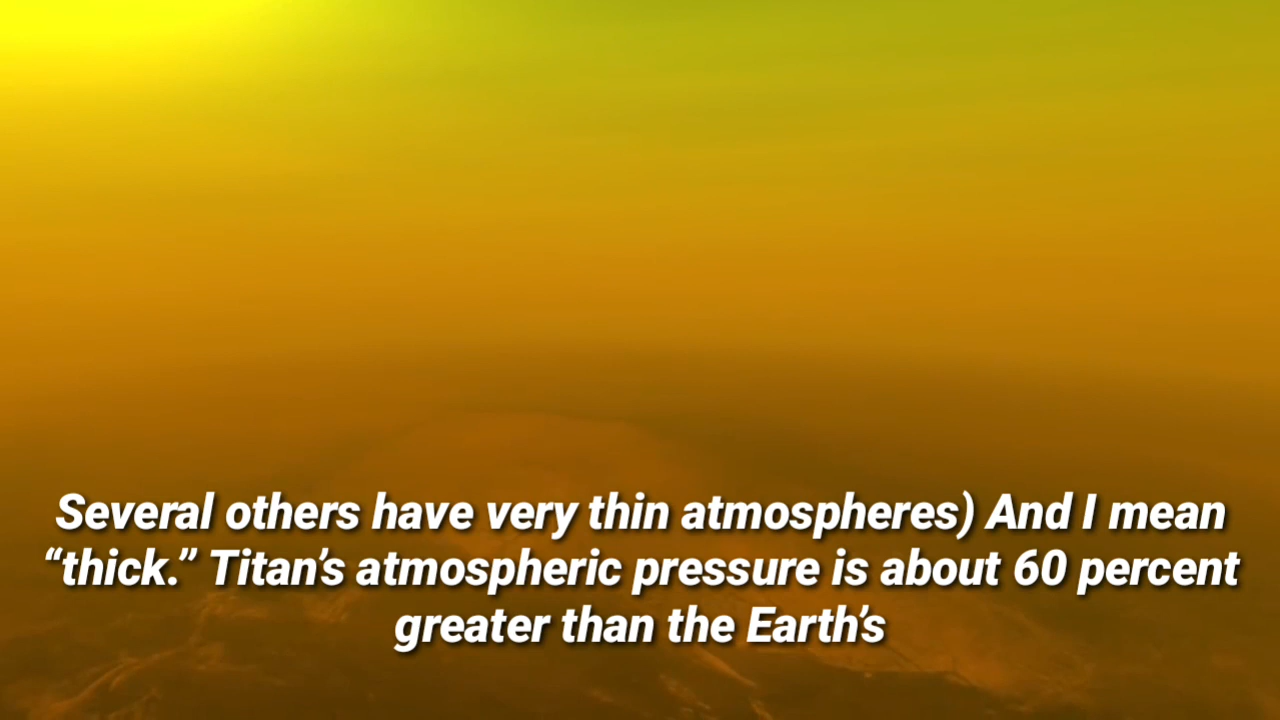 Several others have very thin atmospheres) And I mean
“thick.” Titan’s atmospheric pressure is about 60 percent
greater than the Earth’s